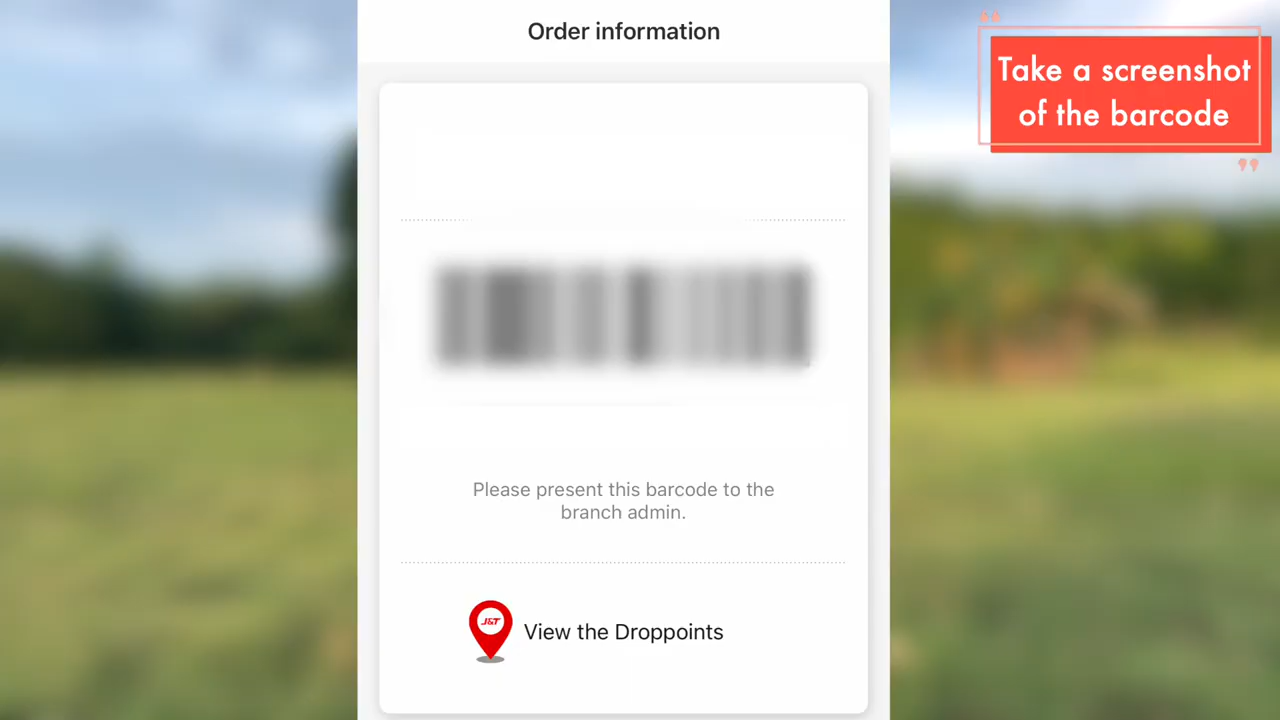 Order information
“
Take a screenshot
of the barcode
”
Please present this barcode to the
branch admin.
J&T
View the Droppoints